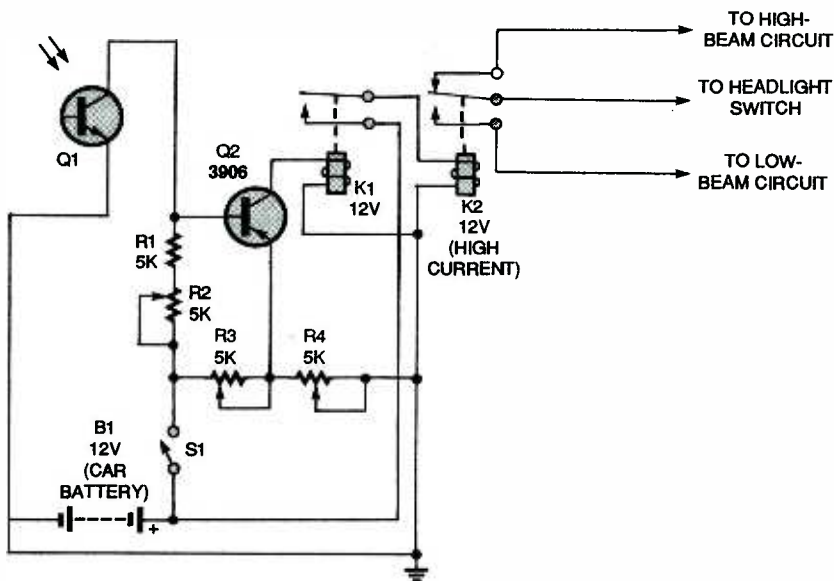 TO HIGH-
BEAM CIRCUIT
TO HEADLIGHT
SWITCH
TO LOW-
BEAM CIRCUIT
Q1
Q2
3906
K1
12V
K2
12V
(HIGH
CURRENT)
R1
5K
R2
5K
R3
5K
R4
5K
B1
12V
(CAR
BATTERY)
S1
+